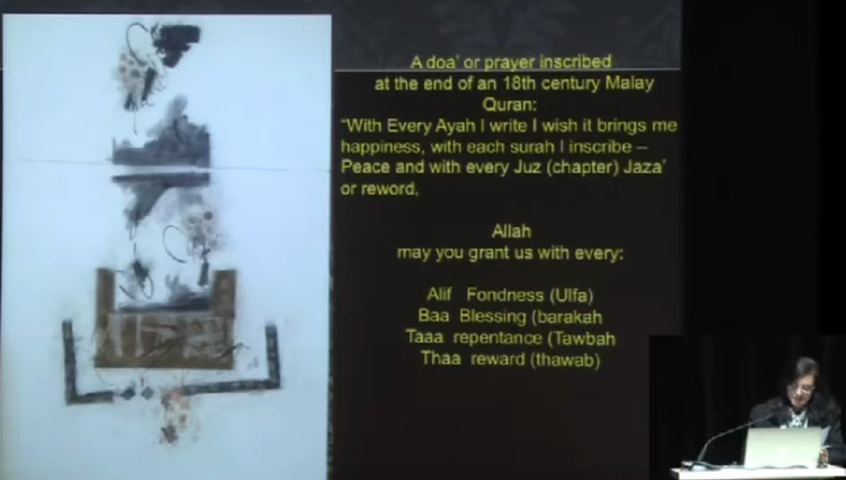 A doa' or prayer inscribed
at the end of an 18th century Malay
Quran:
“With Every Ayah I write I wish it brings me
happiness, with each surah I inscribe –
Peace and with every Juz (chapter) Jaza'
or reword,
Allah
may you grant us with every:
Alif Fondness (Ulfa)
Baa Blessing (barakah
Taaa repentance (Tawbah
Thaa reward (thawab)